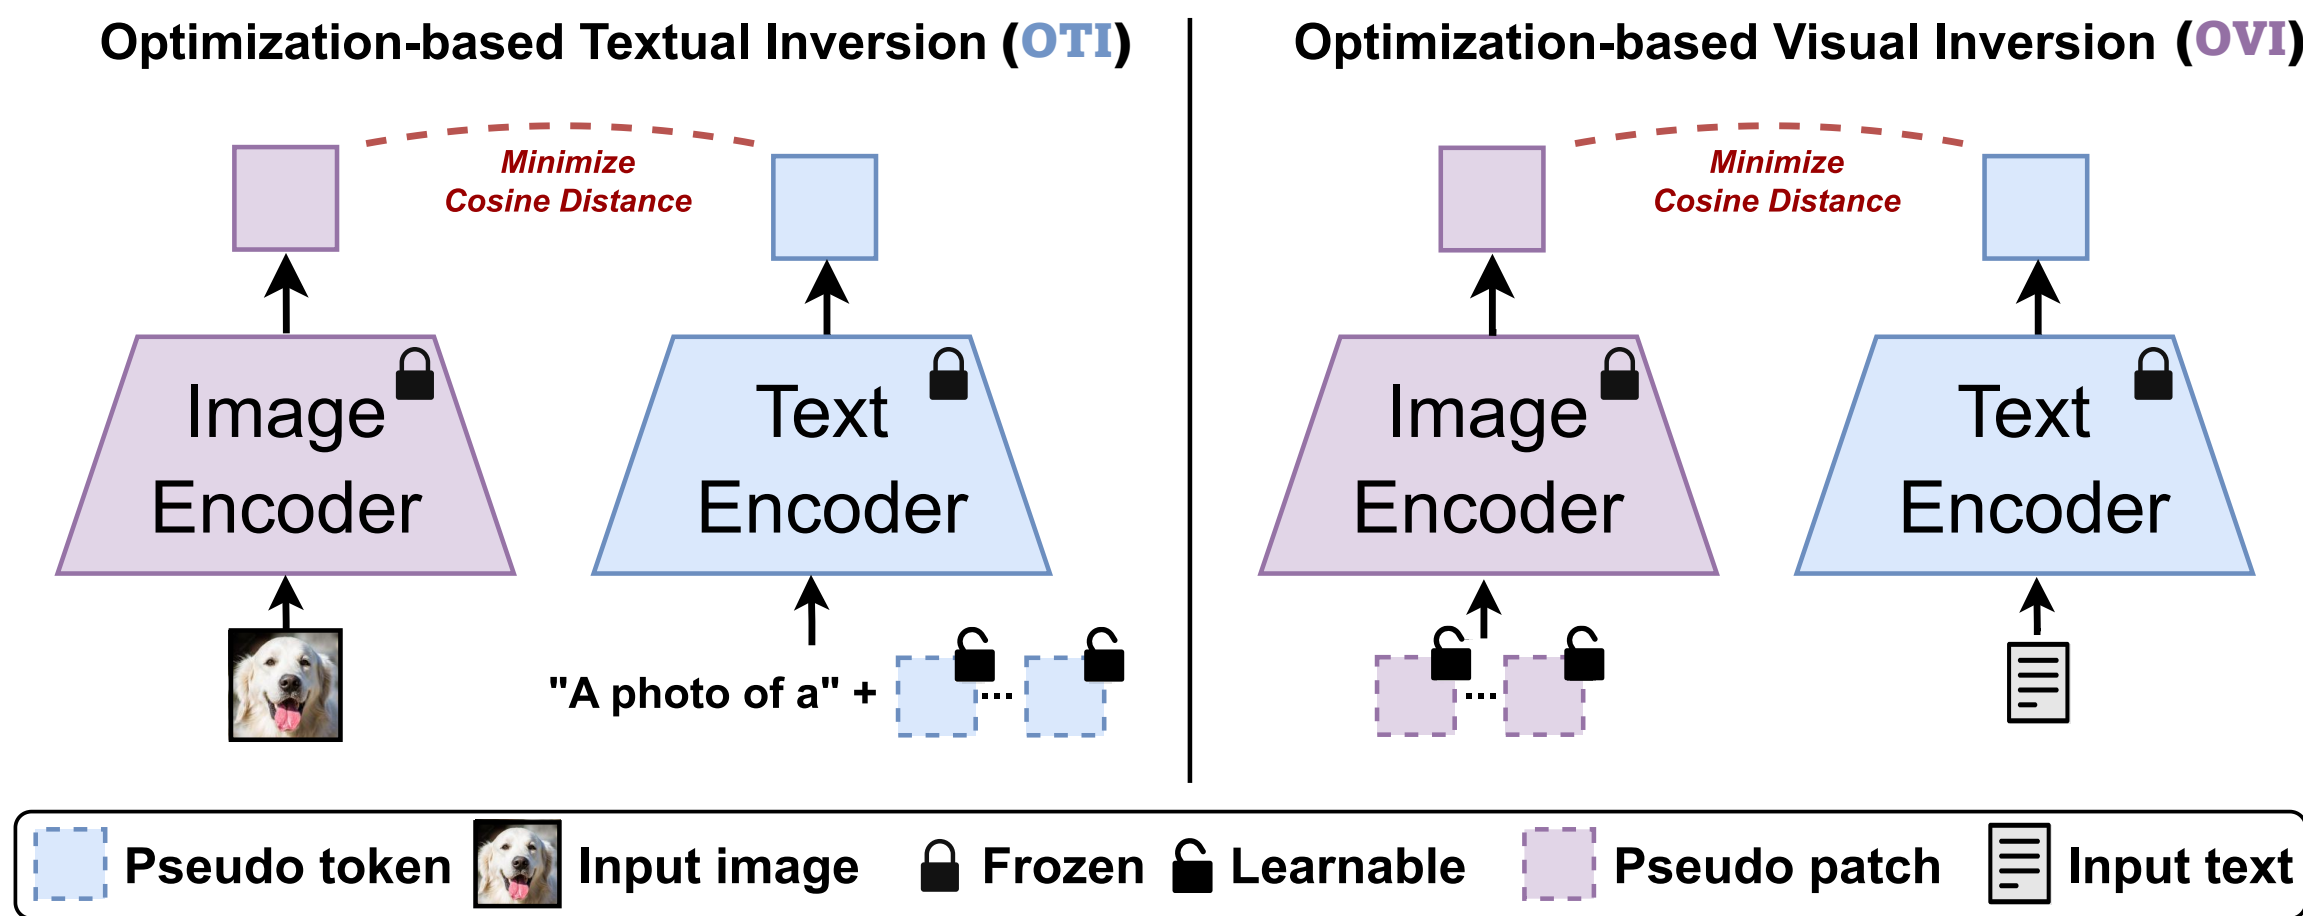 Optimization-based Textual Inversion (OTI)
Minimize
Cosine Distance
Image
Encoder
Text
Encoder
"A photo of a" + ....
Optimization-based Visual Inversion (OVI)
Minimize
Cosine Distance
Image
Encoder
Text
Encoder
....
Pseudo token Input image Frozen Learnable Pseudo patch Input text